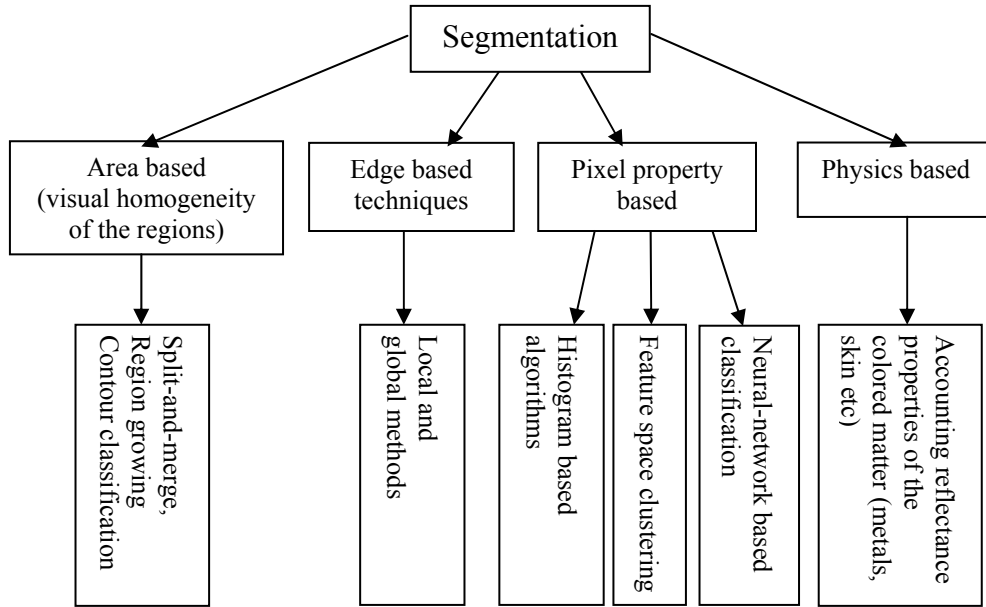 Segmentation
Area based
(visual homogeneity
of the regions)
Edge based
techniques
Pixel property
based
Physics based
Split-and-merge,
Region growing
Contour classification
Local and
global methods
Histogram based
algorithms
Feature space clustering
Neural-network based
classification
Accounting reflectance
properties of the
colored matter (metals,
skin etc)